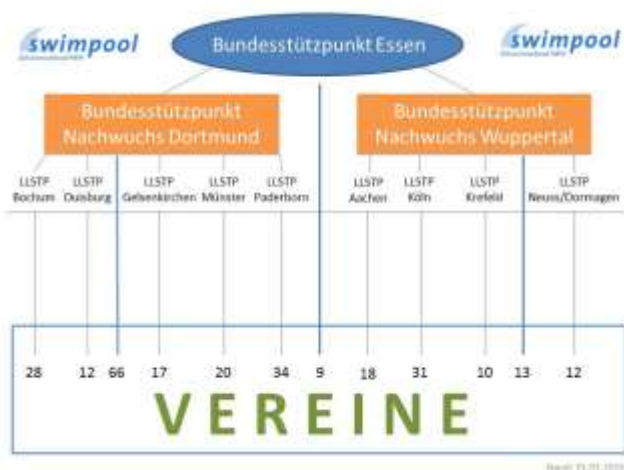 swimpool
Bundesstützpunkt Essen
swimpool
Bundesstützpunkt
Nachwuchs Dortmund
Bundesstützpunkt
Nachwuchs Wuppertal
LLSTP
Bochum
LLSTP
Duisburg
LLSTP
Gelsenkirchen
LLSTP
Münster
LLSTP
Paderborn
LLSTP
Aachen
LLSTP
Köln
LLSTP
Krefeld
LLSTP
Neuss/Dormagen
28 12 66 17 20 34 9 18 31 10 13 12
VEREINE